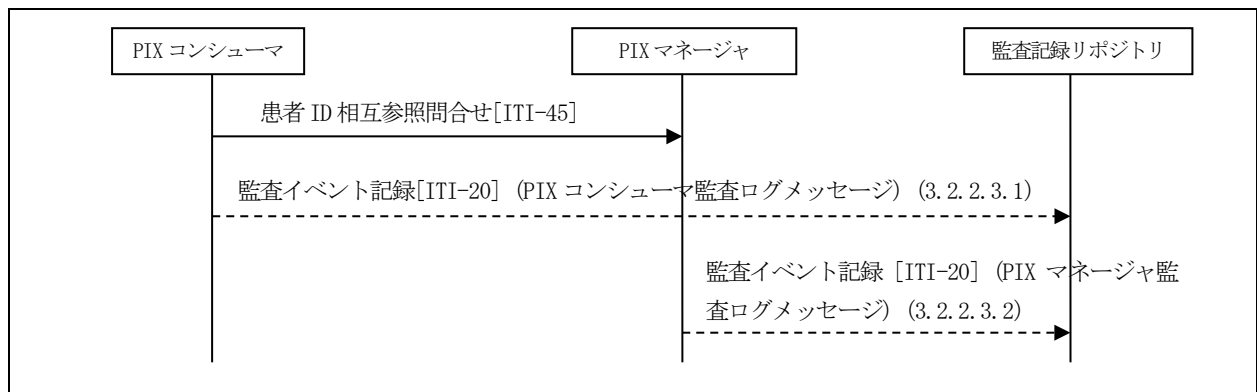 PIX コンシューマ
PIX マネージャ
監査記録リポジトリ
患者 ID 相互参照問合せ[ITI-45]
監査イベント記録[ITI-20] (PIX コンシューマ監査ログメッセージ) (3.2.2.3.1)
監査イベント記録 [ITI-20] (PIX マネージャ監
査ログメッセージ) (3.2.2.3.2)